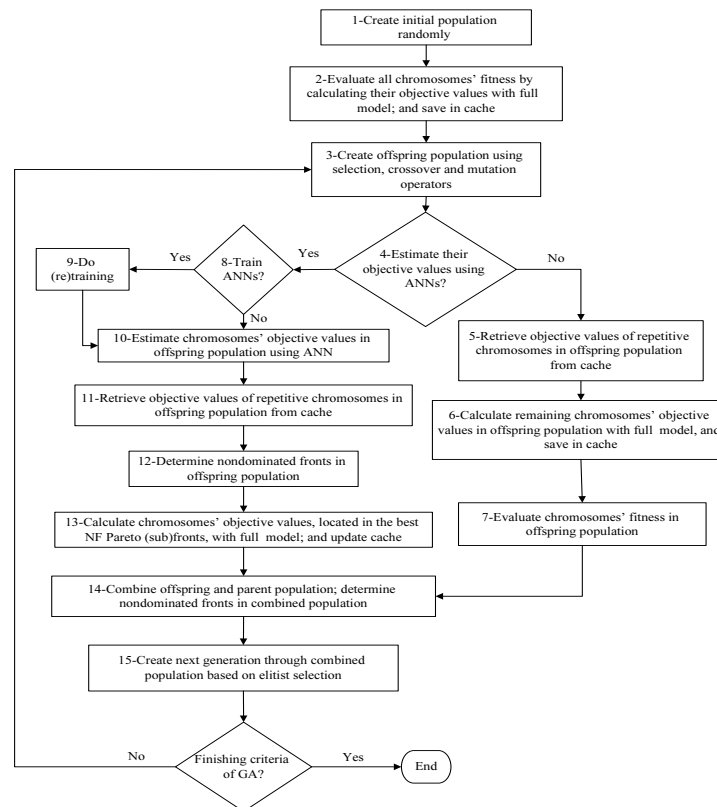 1-Create initial population
randomly
2-Evaluate all chromosomes’ fitness by
calculating their objective values with full
model; and save in cache
3-Create offspring population using
selection, crossover and mutation
operators
4-Estimate their
objective values using
ANNs?
Yes
No
8-Train
ANNs?
Yes
No
9-Do
(re)training
10-Estimate chromosomes’ objective values in
offspring population using ANN
11-Retrieve objective values of repetitive chromosomes in
offspring population from cache
12-Determine nondominated fronts in
offspring population
13-Calculate chromosomes’ objective values, located in the best
NF Pareto (sub)fronts, with full model; and update cache
5-Retrieve objective values of repetitive
chromosomes in offspring population
from cache
6-Calculate remaining chromosomes’ objective
values in offspring population with full model, and
save in cache
7-Evaluate chromosomes’ fitness in
offspring population
14-Combine offspring and parent population; determine
nondominated fronts in combined population
15-Create next generation through combined
population based on elitist selection
Finishing criteria
of GA?
No
Yes
End